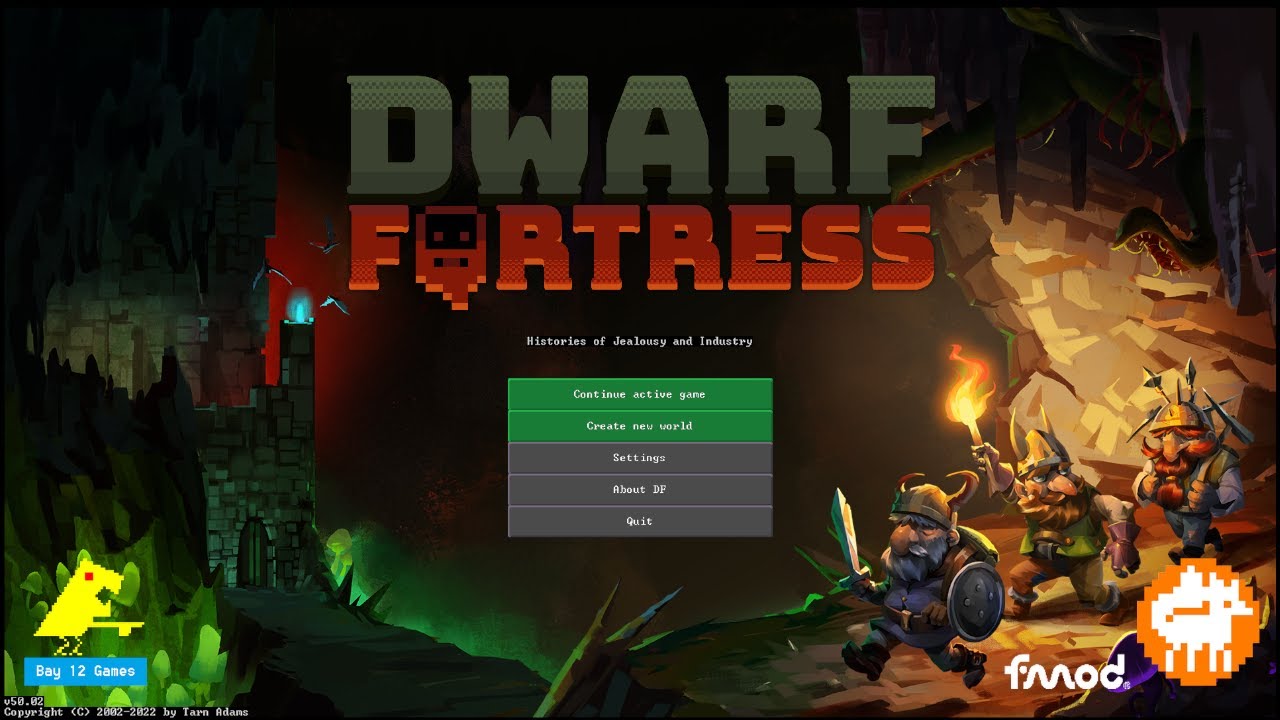 DWARF
FORTRESS
Histories of Jealousy and Industry
Continue active game
Create new world
Settings
About DF
Quit
Bay 12 Games
fmod®
v50.02
Copyright (C) 2002-2022 by Tarn Adams